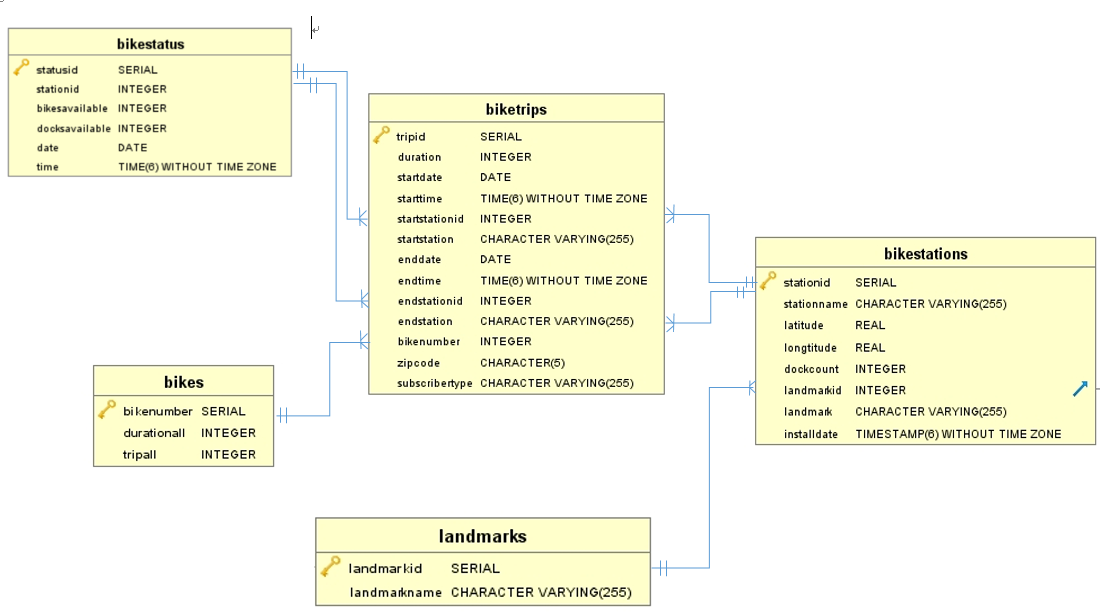 bikestatus
statusid SERIAL
stationid INTEGER
bikesavailable INTEGER
docksavailable INTEGER
date DATE
time TIME(6) WITHOUT TIME ZONE
biketrips
tripid SERIAL
duration INTEGER
startdate DATE
starttime TIME(6) WITHOUT TIME ZONE
startstationid INTEGER
startstation CHARACTER VARYING(255)
enddate DATE
endtime TIME(6) WITHOUT TIME ZONE
endstationid INTEGER
endstation CHARACTER VARYING(255)
bikenumber INTEGER
zipcode CHARACTER(5)
subscribertype CHARACTER VARYING(255)
bikestations
stationid SERIAL
stationname CHARACTER VARYING(255)
latitude REAL
longtitude REAL
dockcount INTEGER
landmarkid INTEGER
landmark CHARACTER VARYING(255)
installdate TIMESTAMP(6) WITHOUT TIME ZONE
bikes
bikenumber SERIAL
durationall INTEGER
tripall INTEGER
landmarks
landmarkid SERIAL
landmarkname CHARACTER VARYING(255)